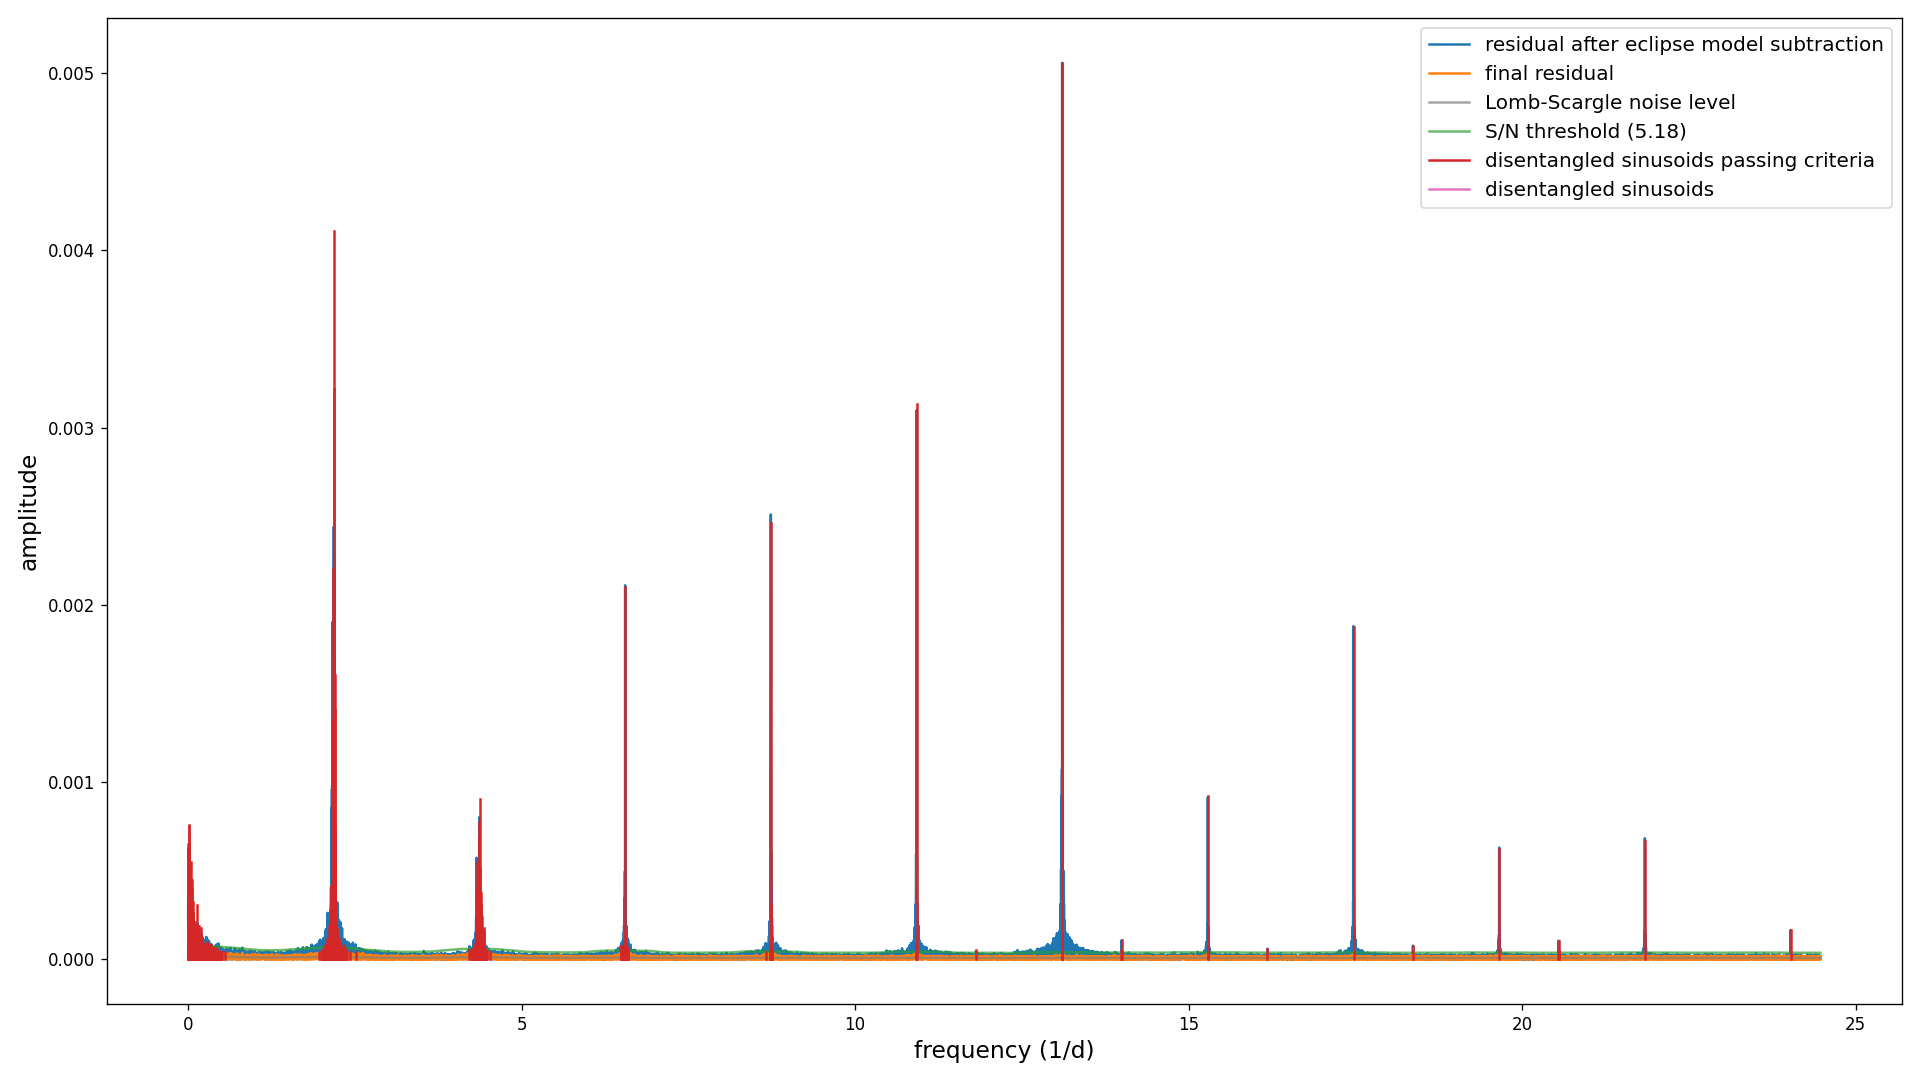 residual after eclipse model subtraction
final residual
Lomb-Scargle noise level
S/N threshold (5.18)
disentangled sinusoids passing criteria
disentangled sinusoids
0.005
0.004
0.003
0.002
0.001
0.000
amplitude
0 5 10 15 20 25
frequency (1/d)